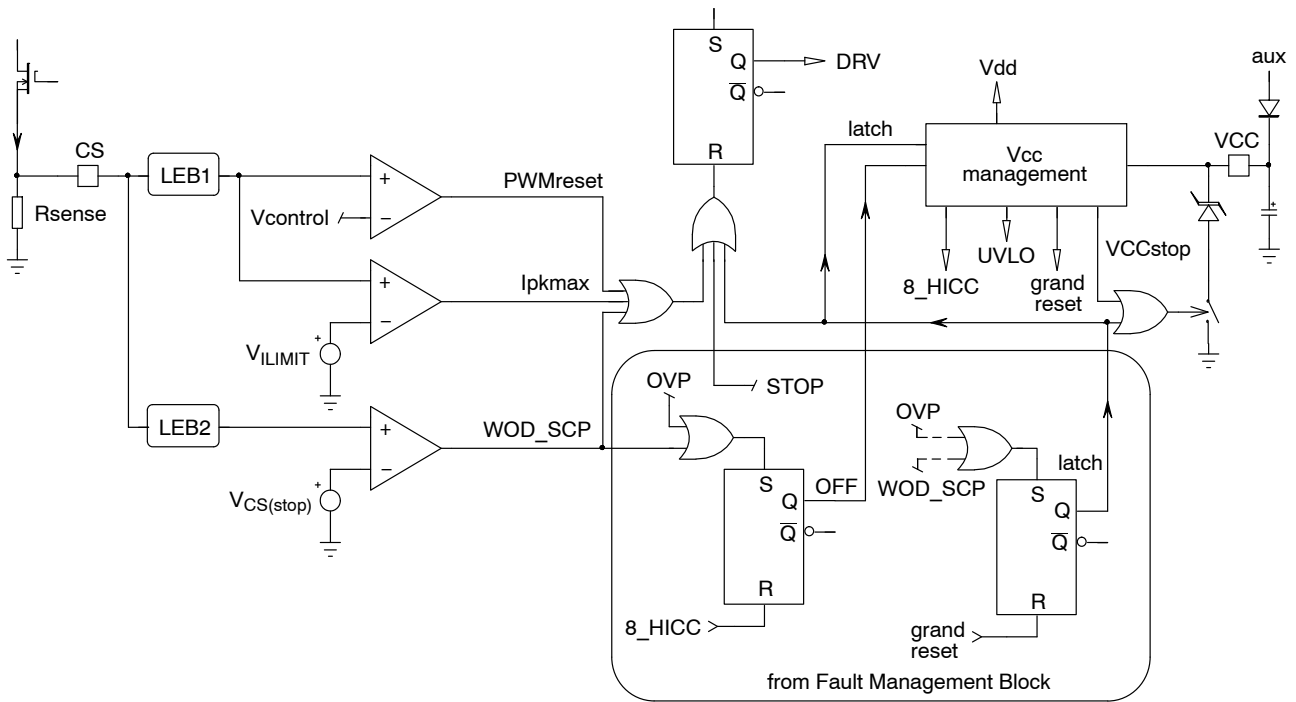 S
Q
Q
R
DRV
aux
Vdd
latch
VCC
Vcc
management
CS
LEB1
Rsense
+
−
Vcontrol
PWMreset
8_HICC
UVLO
grand
reset
VCCstop
+
−
Ipkmax
+
VILIMIT
+
OVP
STOP
LEB2
+
−
WOD_SCP
+
VCS(stop)
S
Q
Q
R
OFF
8_HICC
OVP
WOD_SCP
latch
S
Q
Q
R
grand
reset
from Fault Management Block